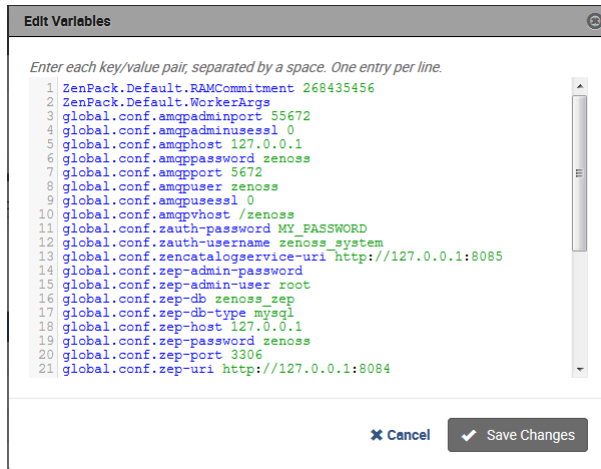 Edit Variables
Enter each key/value pair, separated by a space. One entry per line.
1 ZenPack.Default.RAMCommitment 268435456
2 ZenPack.Default.WorkerArgs
3 global.conf.amqpadminport 55672
4 global.conf.amqpadminusessl 0
5 global.conf.amqphost 127.0.0.1
6 global.conf.amqppassword zenoss
7 global.conf.amqpport 5672
8 global.conf.amqpuser zenoss
9 global.conf.amqpusessl 0
10 global.conf.amqpvhost /zenoss
11 global.conf.zauth-password MY_PASSWORD
12 global.conf.zauth-username zenoss_system
13 global.conf.zencatalogservice-uri http://127.0.0.1:8085
14 global.conf.zep-admin-password
15 global.conf.zep-admin-user root
16 global.conf.zep-db zenoss_zep
17 global.conf.zep-db-type mysql
18 global.conf.zep-host 127.0.0.1
19 global.conf.zep-password zenoss
20 global.conf.zep-port 3306
21 global.conf.zep-uri http://127.0.0.1:8084
Cancel
Save Changes